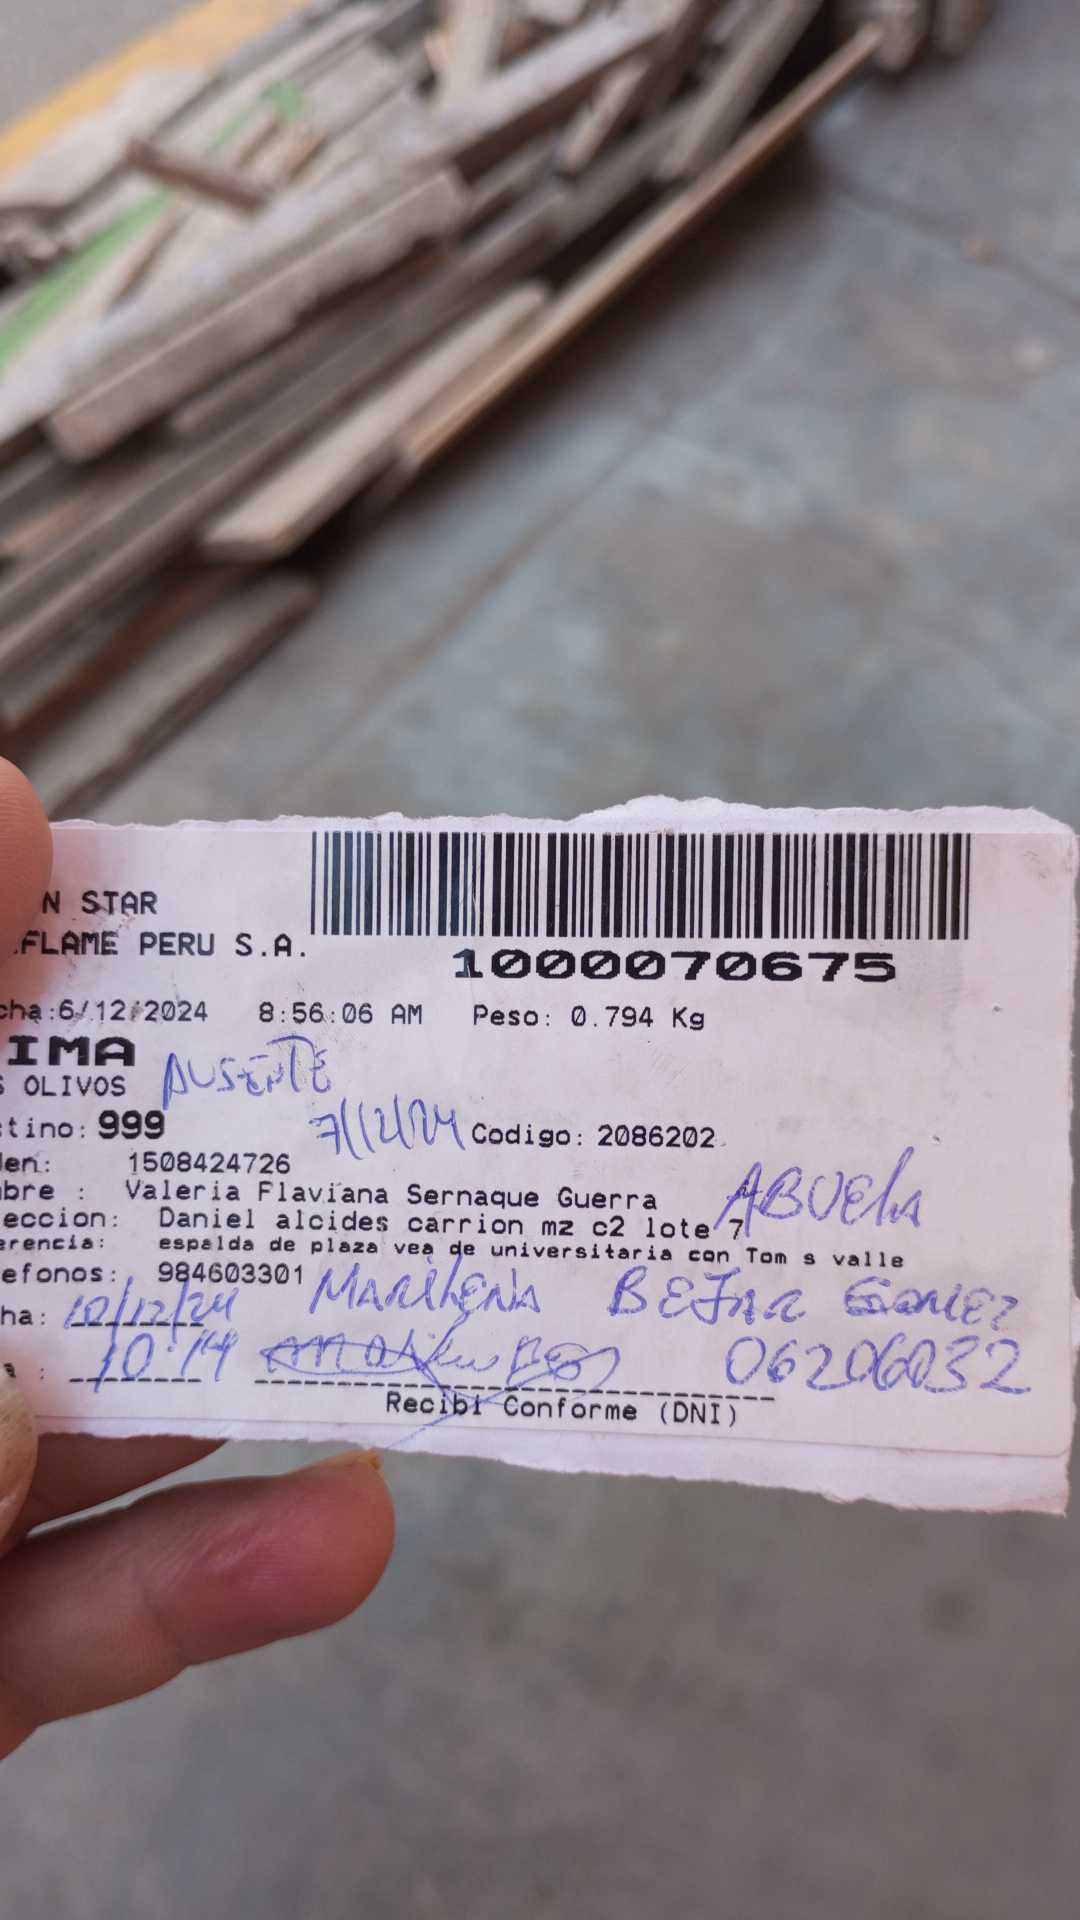 N STAR
.FLAME PERU S.A.
1000070675
cha:6/12/2024 8:56:06 AM Peso: 0.794 Kg
IMA
S OLIVOS AUSENTE
tino: 999 7/12/24 Codigo: 2086202
den: 1508424726
mbre : Valeria Flaviana Sernaque Guerra ABUELA
eccion: Daniel alcides carrion mz c2 lote 7
erencia: espalda de plaza vea de universitaria con Tom s valle
efonos: 984603301 MARILENA BEJAR GOMEZ
ha: 10/12/24
a : 10:14 06206032
Recibi Conforme (DNI)